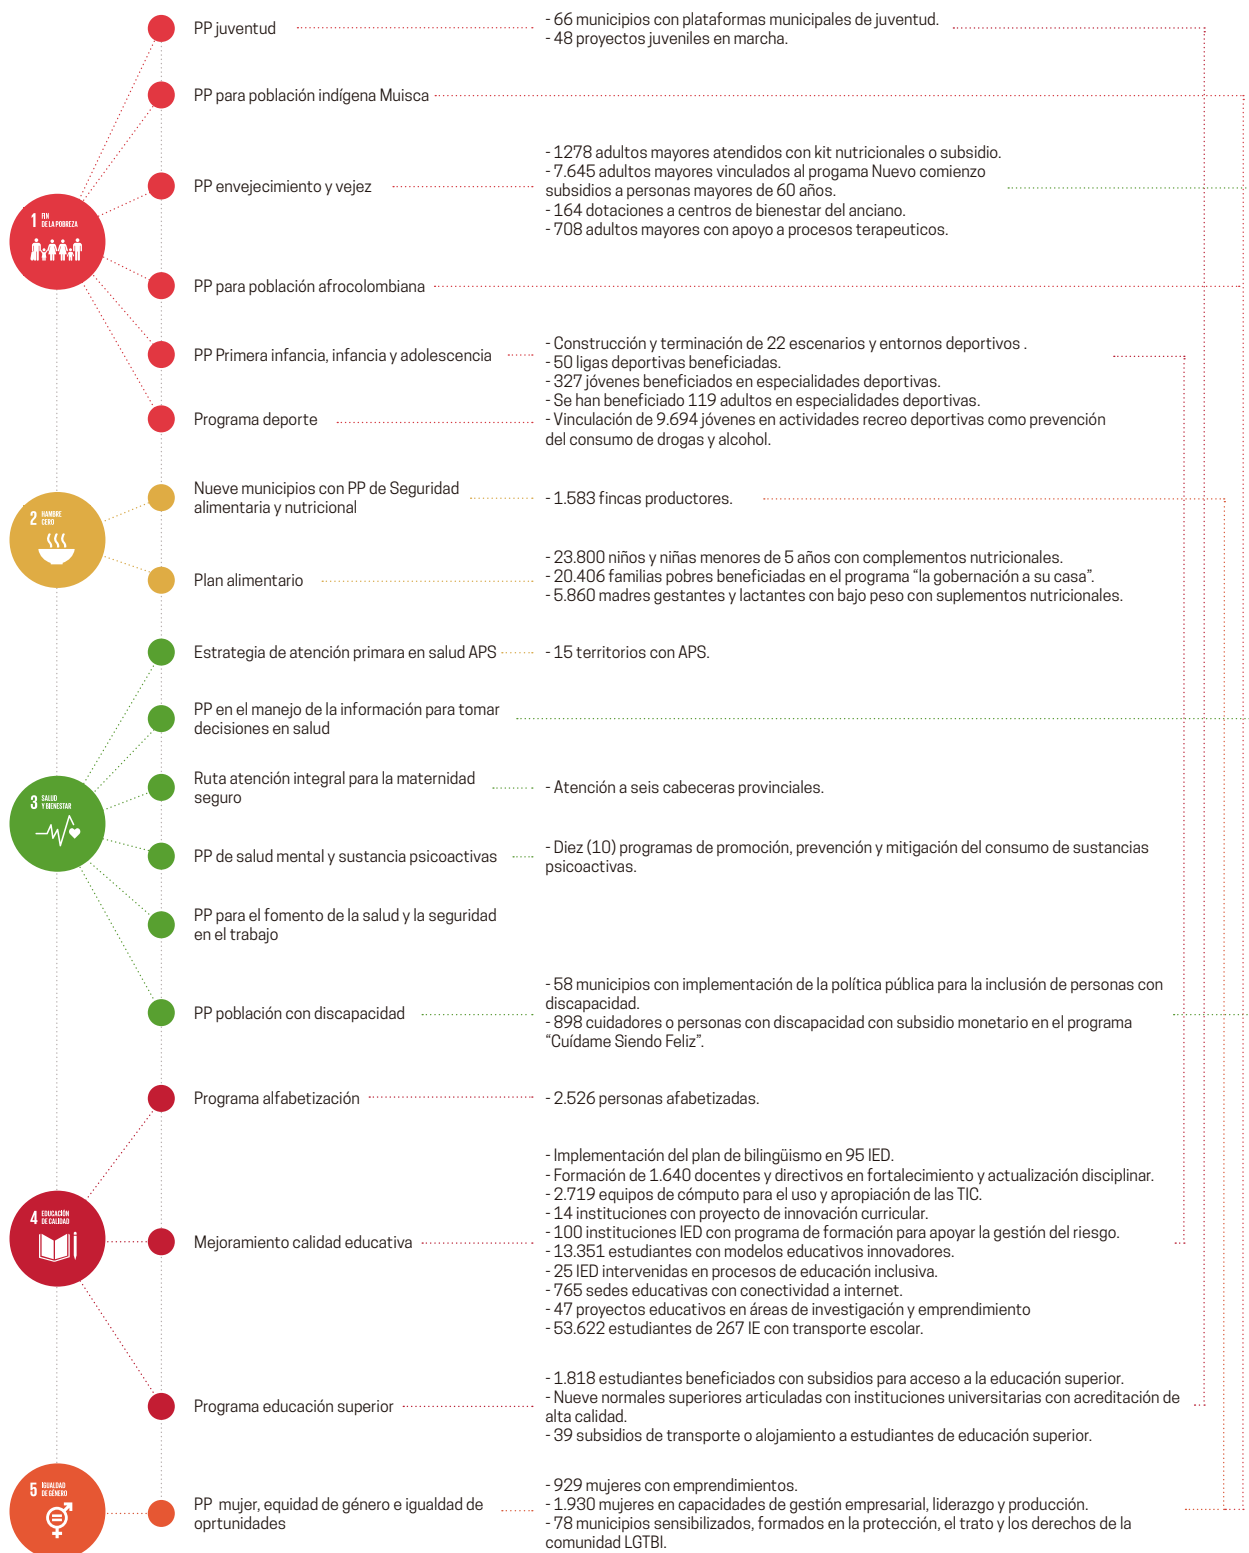 PP juventud
- 66 municipios con plataformas municipales de juventud.
- 48 proyectos juveniles en marcha.
PP para población indígena Muisca
1 FIN
DE LA POBREZA
PP envejecimiento y vejez
- 1278 adultos mayores atendidos con kit nutricionales o subsidio.
- 7.645 adultos mayores vinculados al progama Nuevo comienzo
subsidios a personas mayores de 60 años.
- 164 dotaciones a centros de bienestar del anciano.
- 708 adultos mayores con apoyo a procesos terapeuticos.
PP para población afrocolombiana
PP Primera infancia, infancia y adolescencia
Programa deporte
- Construcción y terminación de 22 escenarios y entornos deportivos .
- 50 ligas deportivas beneficiadas.
- 327 jóvenes beneficiados en especialidades deportivas.
- Se han beneficiado 119 adultos en especialidades deportivas.
- Vinculación de 9.694 jóvenes en actividades recreo deportivas como prevención
del consumo de drogas y alcohol.
2 HAMBRE
CERO
Nueve municipios con PP de Seguridad
alimentaria y nutricional
- 1.583 fincas productores.
Plan alimentario
- 23.800 niños y niñas menores de 5 años con complementos nutricionales.
- 20.406 familias pobres beneficiadas en el programa “la gobernación a su casa”.
- 5.860 madres gestantes y lactantes con bajo peso con suplementos nutricionales.
3 SALUD
Y BIENESTAR
Estrategia de atención primaria en salud APS
- 15 territorios con APS.
PP en el manejo de la información para tomar
decisiones en salud
Ruta atención integral para la maternidad
seguro
- Atención a seis cabeceras provinciales.
PP de salud mental y sustancia psicoactivas
- Diez (10) programas de promoción, prevención y mitigación del consumo de sustancias
psicoactivas.
PP para el fomento de la salud y la seguridad
en el trabajo
PP población con discapacidad
- 58 municipios con implementación de la política pública para la inclusión de personas con
discapacidad.
- 898 cuidadores o personas con discapacidad con subsidio monetario en el programa
“Cuídame Siendo Feliz”.
4 EDUCACIÓN
DE CALIDAD
Programa alfabetización
- 2.526 personas afabetizadas.
Mejoramiento calidad educativa
- Implementación del plan de bilingüismo en 95 IED.
- Formación de 1.640 docentes y directivos en fortalecimiento y actualización disciplinar.
- 2.719 equipos de cómputo para el uso y apropiación de las TIC.
- 14 instituciones con proyecto de innovación curricular.
- 100 instituciones IED con programa de formación para apoyar la gestión del riesgo.
- 13.351 estudiantes con modelos educativos innovadores.
- 25 IED intervenidas en procesos de educación inclusiva.
- 765 sedes educativas con conectividad a internet.
- 47 proyectos educativos en áreas de investigación y emprendimiento
- 53.622 estudiantes de 267 IE con transporte escolar.
Programa educación superior
- 1.818 estudiantes beneficiados con subsidios para acceso a la educación superior.
- Nueve normales superiores articuladas con instituciones universitarias con acreditación de
alta calidad.
- 39 subsidios de transporte o alojamiento a estudiantes de educación superior.
5 IGUALDAD
DE GÉNERO
PP mujer, equidad de género e igualdad de
oprtunidades
- 929 mujeres con emprendimientos.
- 1.930 mujeres en capacidades de gestión empresarial, liderazgo y producción.
- 78 municipios sensibilizados, formados en la protección, el trato y los derechos de la
comunidad LGTBI.